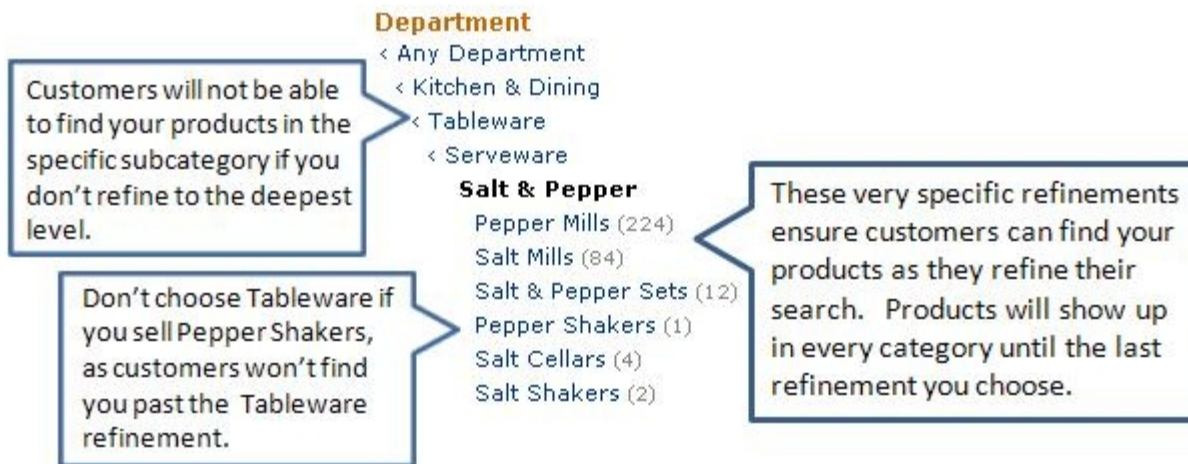 Department
‹ Any Department
‹ Kitchen & Dining
‹ Tableware
‹ Serveware
Salt & Pepper
Pepper Mills (224)
Salt Mills (84)
Salt & Pepper Sets (12)
Pepper Shakers (1)
Salt Cellars (4)
Salt Shakers (2)
Customers will not be able
to find your products in the
specific subcategory if you
don’t refine to the deepest
level.
Don’t choose Tableware if
you sell Pepper Shakers,
as customers won’t find
you past the Tableware
refinement.
These very specific refinements
ensure customers can find your
products as they refine their
search. Products will show up
in every category until the last
refinement you choose.